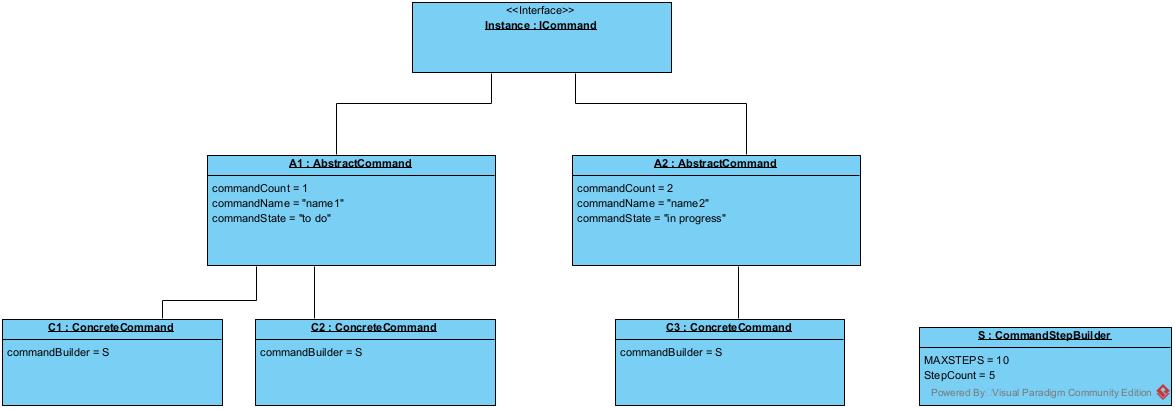 <<Interface>>
Instance : ICommand
A1 : AbstractCommand
commandCount = 1
commandName = "name1"
commandState = "to do"
A2 : AbstractCommand
commandCount = 2
commandName = "name2"
commandState = "in progress"
C1 : ConcreteCommand
commandBuilder = S
C2 : ConcreteCommand
commandBuilder = S
C3 : ConcreteCommand
commandBuilder = S
S : CommandStepBuilder
MAXSTEPS = 10
StepCount = 5
Powered By: Visual Paradigm Community Edition